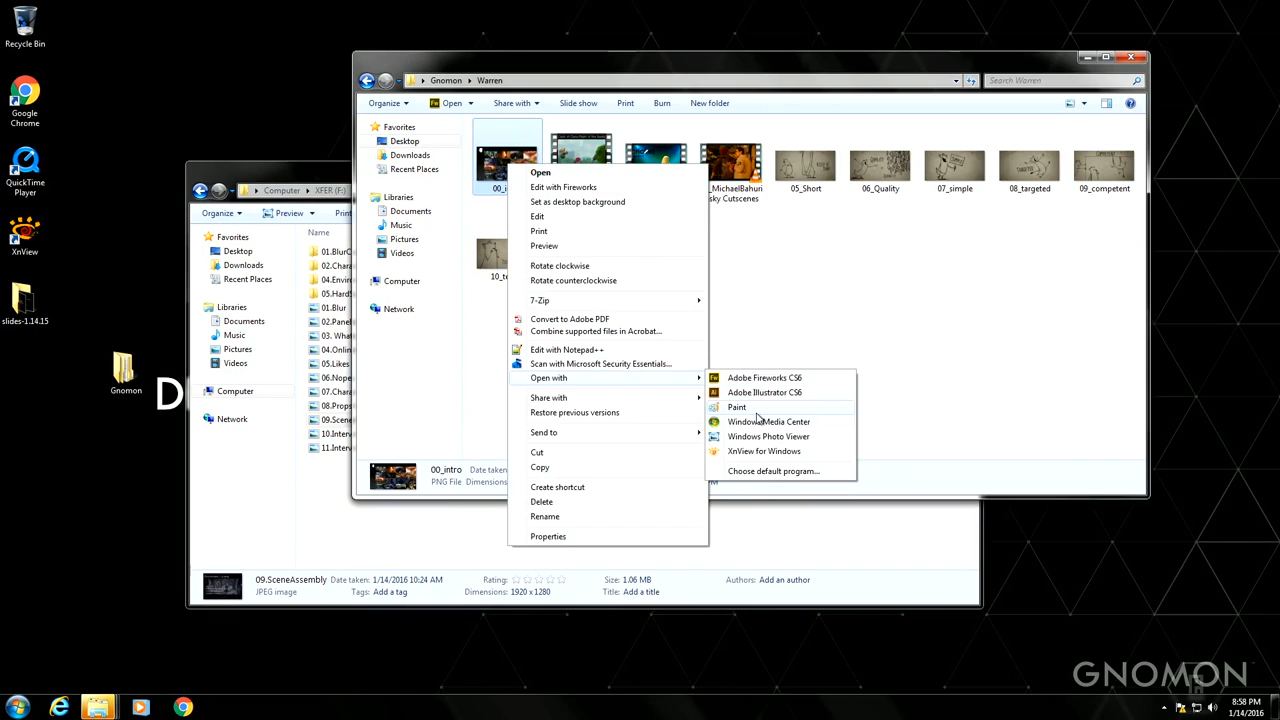 Recycle Bin
Google Chrome
QuickTime Player
XnView
slides-1.14.15
Gnomon
D
Gnomon Warren
Search Warren
Organize Open Share with Slide show Print Burn New folder
Favorites
Desktop
Downloads
Recent Places
Libraries
Documents
Music
Pictures
Videos
Computer
Network
_MichaelBahuri
sky Cutscenes
05_Short
06_Quality
07_simple
08_targeted
09_competent
Open
Edit with Fireworks
Set as desktop background
Edit
Print
Preview
Rotate clockwise
Rotate counterclockwise
7-Zip
Convert to Adobe PDF
Combine supported files in Acrobat...
Edit with Notepad++
Scan with Microsoft Security Essentials...
Open with
Share with
Restore previous versions
Send to
Cut
Copy
Create shortcut
Delete
Rename
Properties
Adobe Fireworks CS6
Adobe Illustrator CS6
Paint
Windows Media Center
Windows Photo Viewer
XnView for Windows
Choose default program...
00_intro Date taken:
PNG File Dimensions
Computer XFER (F:)
Organize Preview Print
Name
Favorites
Desktop
Downloads
Recent Places
Libraries
Documents
Music
Pictures
Videos
Computer
Network
01.BlurC
02.Chara
04.Enviro
05.HardS
01.Blur
02.Panel
03. What
04.Onlin
05.Likes
06.Nope
07.Chara
08.Props
09.Scene
10.Interv
11.Interv
09.SceneAssembly Date taken: 1/14/2016 10:24 AM Rating: Size: 1.06 MB Authors: Add an author
JPEG image Tags: Add a tag Dimensions: 1920 x 1280 Title: Add a title
GNOMON
8:58 PM
1/14/2016